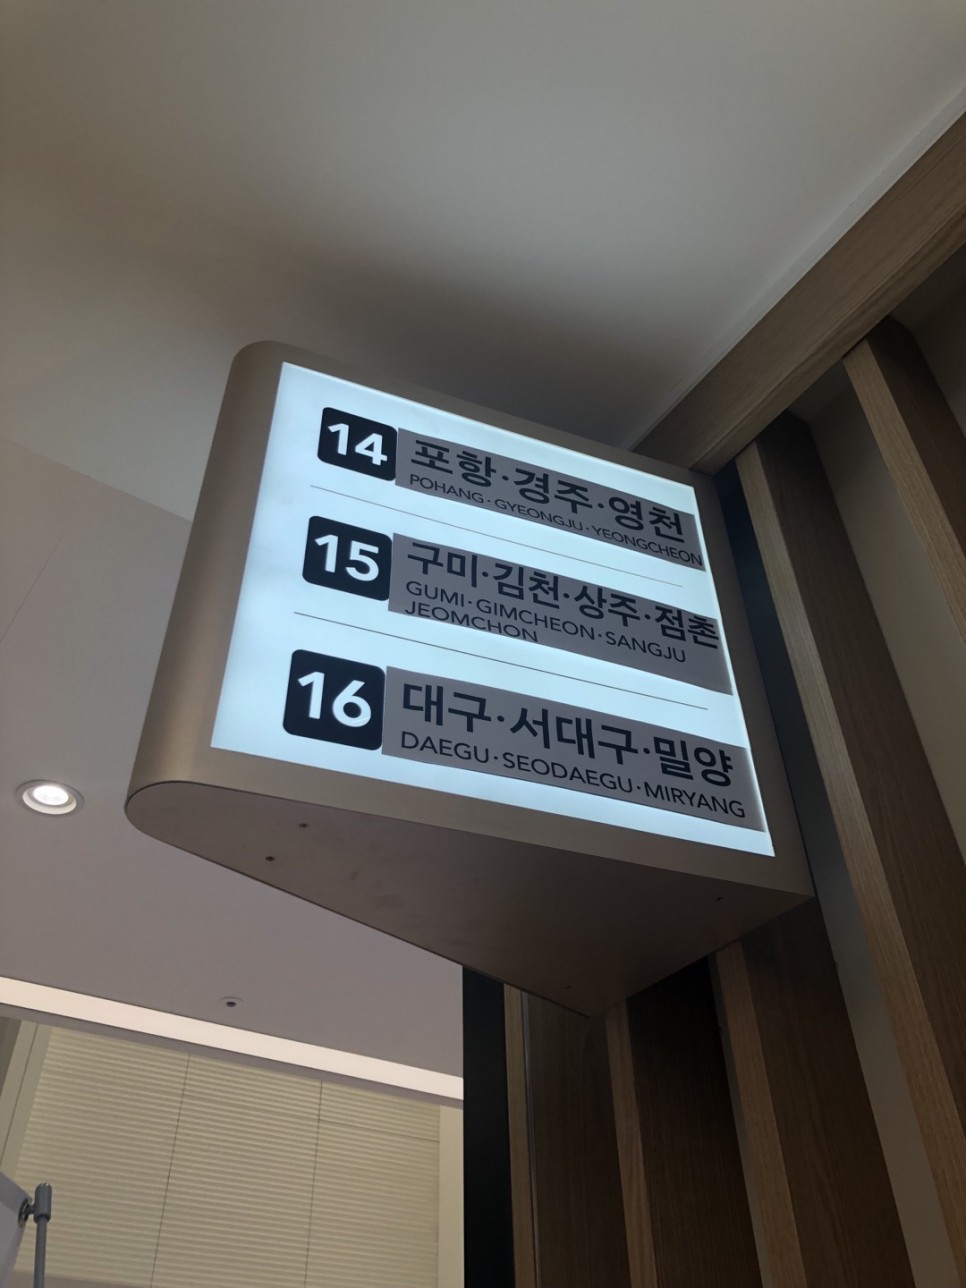 14 포항·경주·영천
POHANG·GYEONGJU·YEONGCHEON
15 구미·김천·상주·점촌
GUMI·GIMCHEON·SANGJU
JEOMCHON
16 대구·서대구·밀양
DAEGU·SEODAEGU·MIRYANG